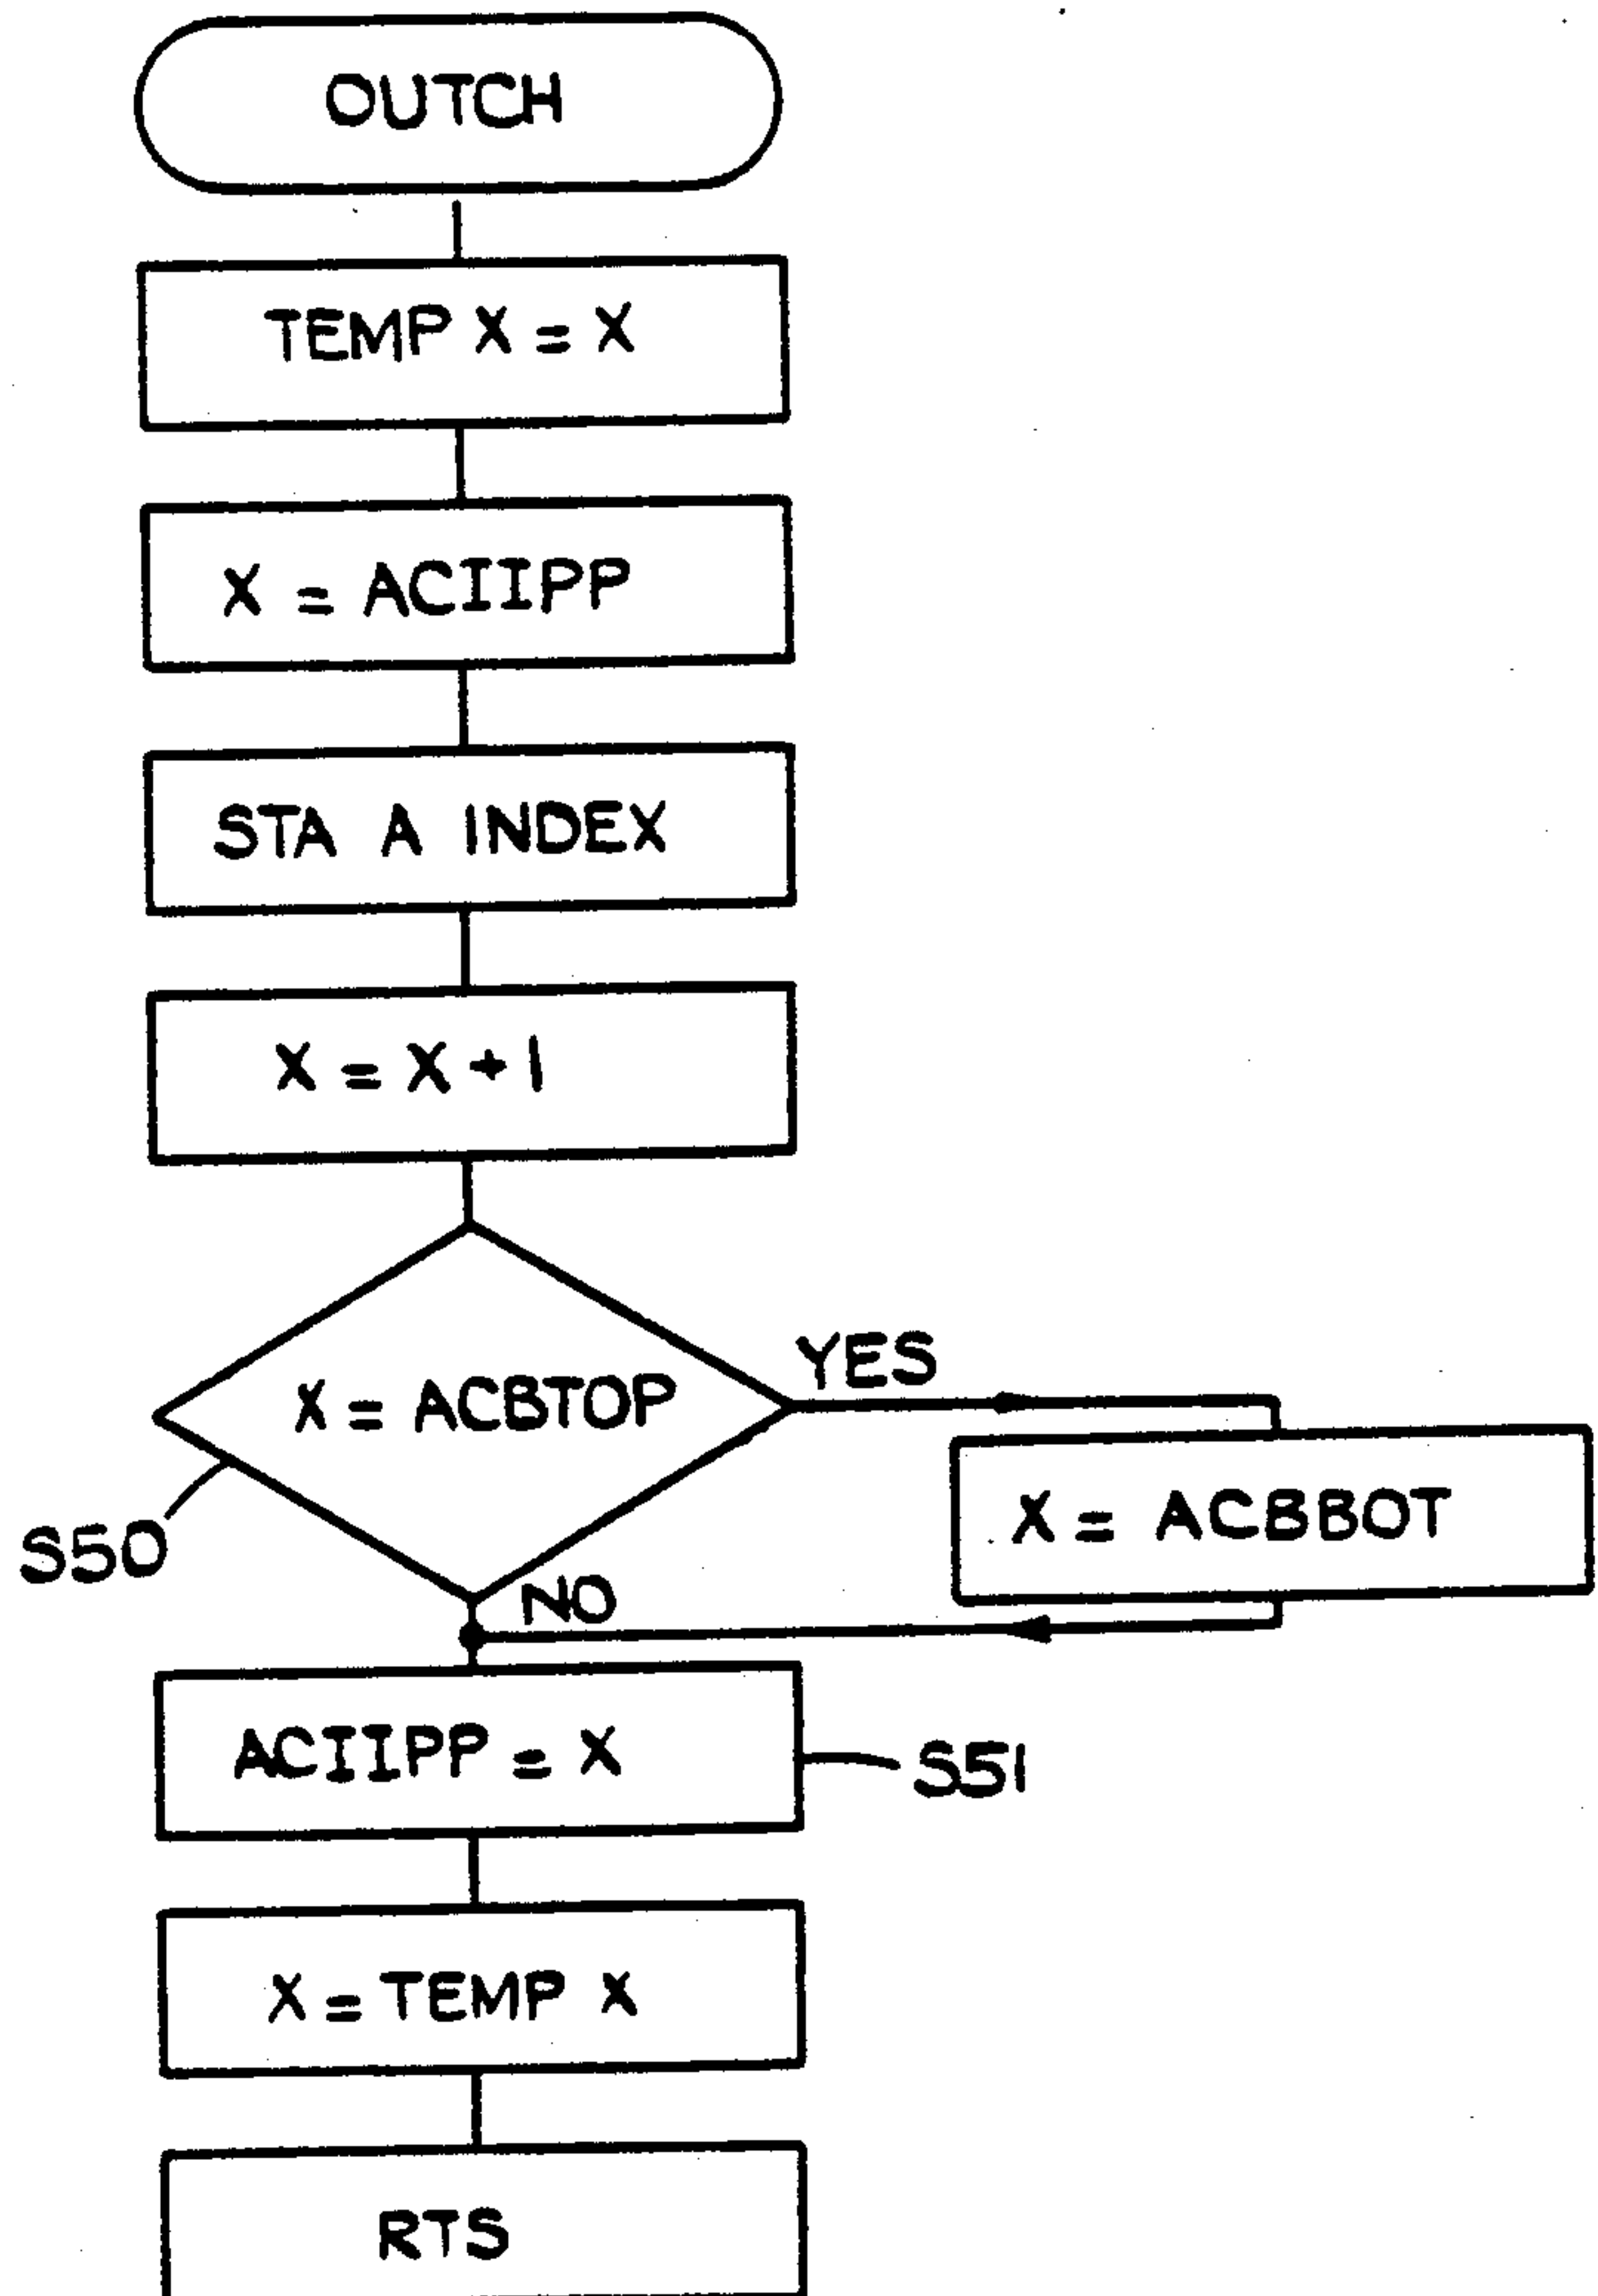 OUTCH
TEMP X = X
X = ACIIPP
STA A INDEX
X = X + 1
X = ACBTOP
YES
S50
X = ACBBOT
NO
ACIIPP = X
S51
X = TEMP X
RTS